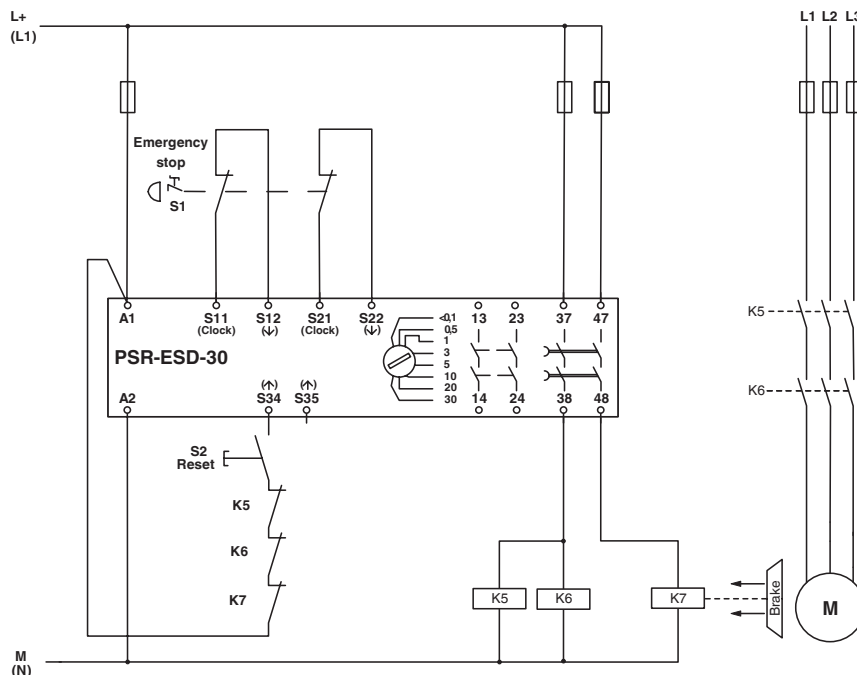 L+
(L1)
L1 L2 L3
Emergency
stop
S1
K5
A1 S11 S12 S21 S22 <0,1 13 23 37 47
(Clock) (↓) (Clock) (↓) 0,5
1
PSR-ESD-30 3
5
(↑) (↑) 10
A2 S34 S35 20 14 24 38 48
30
K6
S2
Reset
K5
K6
K7
K5 K6 K7 Brake M
M
(N)